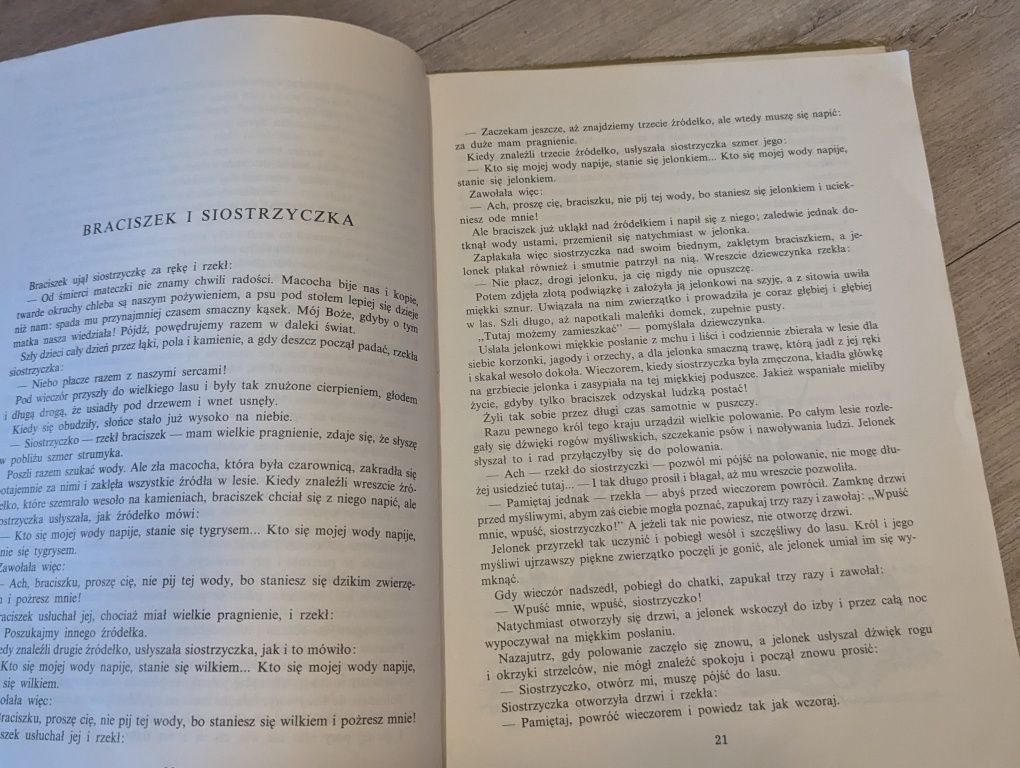 BRACISZEK I SIOSTRZYCZKA
Braciszek ujął siostrzyczkę za rękę i rzekł:
— Od śmierci mateczki nie znamy chwili radości. Macocha bije nas i kopie,
twarde okruchy chleba są naszym pożywieniem, a psu pod stołem lepiej się dzieje
niż nam: spada mu przynajmniej czasem smaczny kąsek. Mój Boże, gdyby o tym
matka nasza wiedziała! Pójdź, powędrujemy razem w daleki świat.
Szły dzieci cały dzień przez łąki, pola i kamienie, a gdy deszcz począł padać, rzekła
siostrzyczka:
— Niebo płacze razem z naszymi sercami!
Pod wieczór przyszły do wielkiego lasu i były tak znużone cierpieniem, głodem
i długą drogą, że usiadły pod drzewem i wnet usnęły.
Kiedy się obudziły, słońce stało już wysoko na niebie.
— Siostrzyczko — rzekł braciszek — mam wielkie pragnienie, zdaje się, że słyszę
w pobliżu szmer strumyka.
Poszli razem szukać wody. Ale zła macocha, która była czarownicą, zakradła się
potajemnie za nimi i zaklęła wszystkie źródła w lesie. Kiedy znaleźli wreszcie źró-
ełko, które szemrało wesoło na kamieniach, braciszek chciał się z niego napić, ale
ostrzyczka usłyszała, jak źródełko mówi:
— Kto się mojej wody napije, stanie się tygrysem... Kto się mojej wody napije,
nie się tygrysem.
Zawołała więc:
— Ach, braciszku, proszę cię, nie pij tej wody, bo staniesz się dzikim zwierzę-
i pożresz mnie!
raciszek usłuchał jej, chociaż miał wielkie pragnienie, i rzekł:
Poszukajmy innego źródełka.
edy znaleźli drugie źródełko, usłyszała siostrzyczka, jak i to mówiło:
Kto się mojej wody napije, stanie się wilkiem... Kto się mojej wody napije,
się wilkiem.
ołała więc:
raciszku, proszę cię, nie pij tej wody, bo staniesz się wilkiem i pożresz mnie!
szek usłuchał jej i rzekł:
— Zaczekam jeszcze, aż znajdziemy trzecie źródełko, ale wtedy muszę się napić:
za duże mam pragnienie.
Kiedy znaleźli trzecie źródełko, usłyszała siostrzyczka szmer jego:
— Kto się mojej wody napije, stanie się jelonkiem... Kto się mojej wody napije,
stanie się jelonkiem.
Zawołała więc:
— Ach, proszę cię, braciszku, nie pij tej wody, bo staniesz się jelonkiem i uciek-
niesz ode mnie!
Ale braciszek już ukląkł nad źródełkiem i napił się z niego; zaledwie jednak do-
tknął wody ustami, przemienił się natychmiast w jelonka.
Zapłakała więc siostrzyczka nad swoim biednym, zaklętym braciszkiem, a je-
lonek płakał również i smutnie patrzył na nią. Wreszcie dziewczynka rzekła:
— Nie płacz, drogi jelonku, ja cię nigdy nie opuszczę.
Potem zdjęła złotą podwiązkę i założyła ją jelonkowi na szyję, a z sitowia uwiła
miękki sznur. Uwiązała na nim zwierzątko i prowadziła je coraz głębiej i głębiej
w las. Szli długo, aż napotkali maleńki domek, zupełnie pusty.
„Tutaj możemy zamieszkać” — pomyślała dziewczynka.
Usłała jelonkowi miękkie posłanie z mchu i liści i codziennie zbierała w lesie dla
siebie korzonki, jagody i orzechy, a dla jelonka smaczną trawę, którą jadł z jej ręki
i skakał wesoło dokoła. Wieczorem, kiedy siostrzyczka była zmęczona, kładła główkę
na grzbiecie jelonka i zasypiała na tej miękkiej poduszce. Jakież wspaniałe mieliby
życie, gdyby tylko braciszek odzyskał ludzką postać!
Żyli tak sobie przez długi czas samotnie w puszczy.
Razu pewnego król tego kraju urządził wielkie polowanie. Po całym lesie rozle-
gały się dźwięki rogów myśliwskich, szczekanie psów i nawoływania ludzi. Jelonek
słyszał to i rad przyłączyłby się do polowania.
— Ach — rzekł do siostrzyczki — pozwól mi pójść na polowanie, nie mogę dłu-
żej usiedzieć tutaj... — I tak długo prosił i błagał, aż mu wreszcie pozwoliła.
— Pamiętaj jednak — rzekła — abyś przed wieczorem powrócił. Zamknę drzwi
przed myśliwymi, abym zaś ciebie mogła poznać, zapukaj trzy razy i zawołaj: „Wpuść
mnie, wpuść, siostrzyczko!” A jeżeli tak nie powiesz, nie otworzę drzwi.
Jelonek przyrzekł tak uczynić i pobiegł wesół i szczęśliwy do lasu. Król i jego
myśliwi ujrzawszy piękne zwierzątko poczęli je gonić, ale jelonek umiał im się wy-
mknąć.
Gdy wieczór nadszedł, pobiegł do chatki, zapukał trzy razy i zawołał:
— Wpuść mnie, wpuść, siostrzyczko!
Natychmiast otworzyły się drzwi, a jelonek wskoczył do izby i przez całą noc
wypoczywał na miękkim posłaniu.
Nazajutrz, gdy polowanie zaczęło się znowu, a jelonek usłyszał dźwięk rogu
i okrzyki strzelców, nie mógł znaleźć spokoju i począł znowu prosić:
— Siostrzyczko, otwórz mi, muszę pójść do lasu.
Siostrzyczka otworzyła drzwi i rzekła:
— Pamiętaj, powróć wieczorem i powiedz tak jak wczoraj.
21